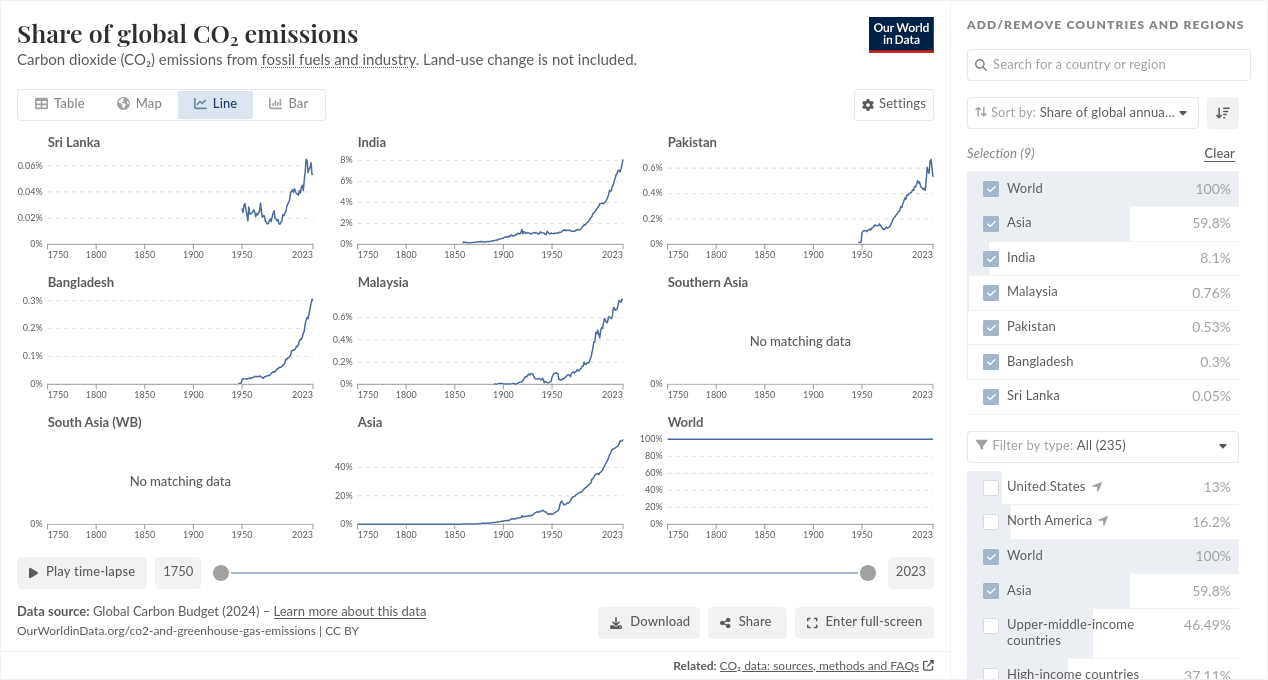 Share of global CO₂ emissions
Carbon dioxide (CO₂) emissions from fossil fuels and industry. Land-use change is not included.
Our World
in Data
Table
Map
Line
Bar
Settings
Sri Lanka
0.06%
0.04%
0.02%
0%
1750 1800 1850 1900 1950 2023
India
8%
6%
4%
2%
0%
1750 1800 1850 1900 1950 2023
Pakistan
0.6%
0.4%
0.2%
0%
1750 1800 1850 1900 1950 2023
Bangladesh
0.3%
0.2%
0.1%
0%
1750 1800 1850 1900 1950 2023
Malaysia
0.6%
0.4%
0.2%
0%
1750 1800 1850 1900 1950 2023
Southern Asia
No matching data
0%
1750 1800 1850 1900 1950 2023
South Asia (WB)
No matching data
0%
1750 1800 1850 1900 1950 2023
Asia
40%
20%
0%
1750 1800 1850 1900 1950 2023
World
100%
80%
60%
40%
20%
0%
1750 1800 1850 1900 1950 2023
Play time-lapse
1750
2023
Data source: Global Carbon Budget (2024) – Learn more about this data
OurWorldinData.org/co2-and-greenhouse-gas-emissions | CC BY
Download
Share
Enter full-screen
Related: CO₂ data: sources, methods and FAQs
ADD/REMOVE COUNTRIES AND REGIONS
Search for a country or region
Sort by: Share of global annua...
Selection (9)
Clear
World 100%
Asia 59.8%
India 8.1%
Malaysia 0.76%
Pakistan 0.53%
Bangladesh 0.3%
Sri Lanka 0.05%
Filter by type: All (235)
United States 13%
North America 16.2%
World 100%
Asia 59.8%
Upper-middle-income 46.49%
countries
High-income countries 37.11%